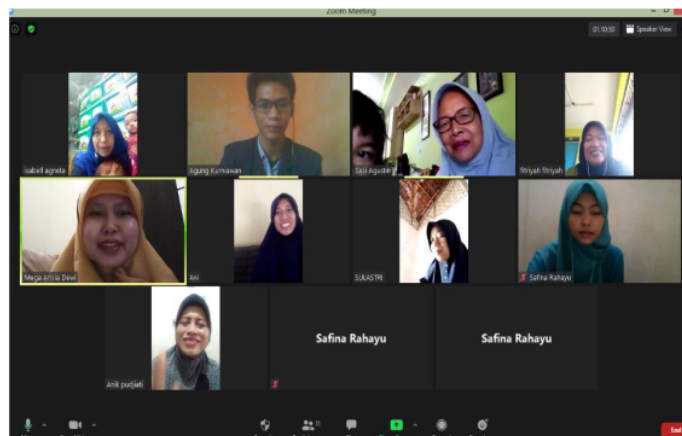 Zoom Meeting
01:10:50 Speaker View
isabell agneta
Agung Kurniawan
Sasi Agustin
fitriyah fitriyah
Mega Arisia Dewi
Ani
SULASTRI
Safina Rahayu
Anik pudjiati
Safina Rahayu
Safina Rahayu
End